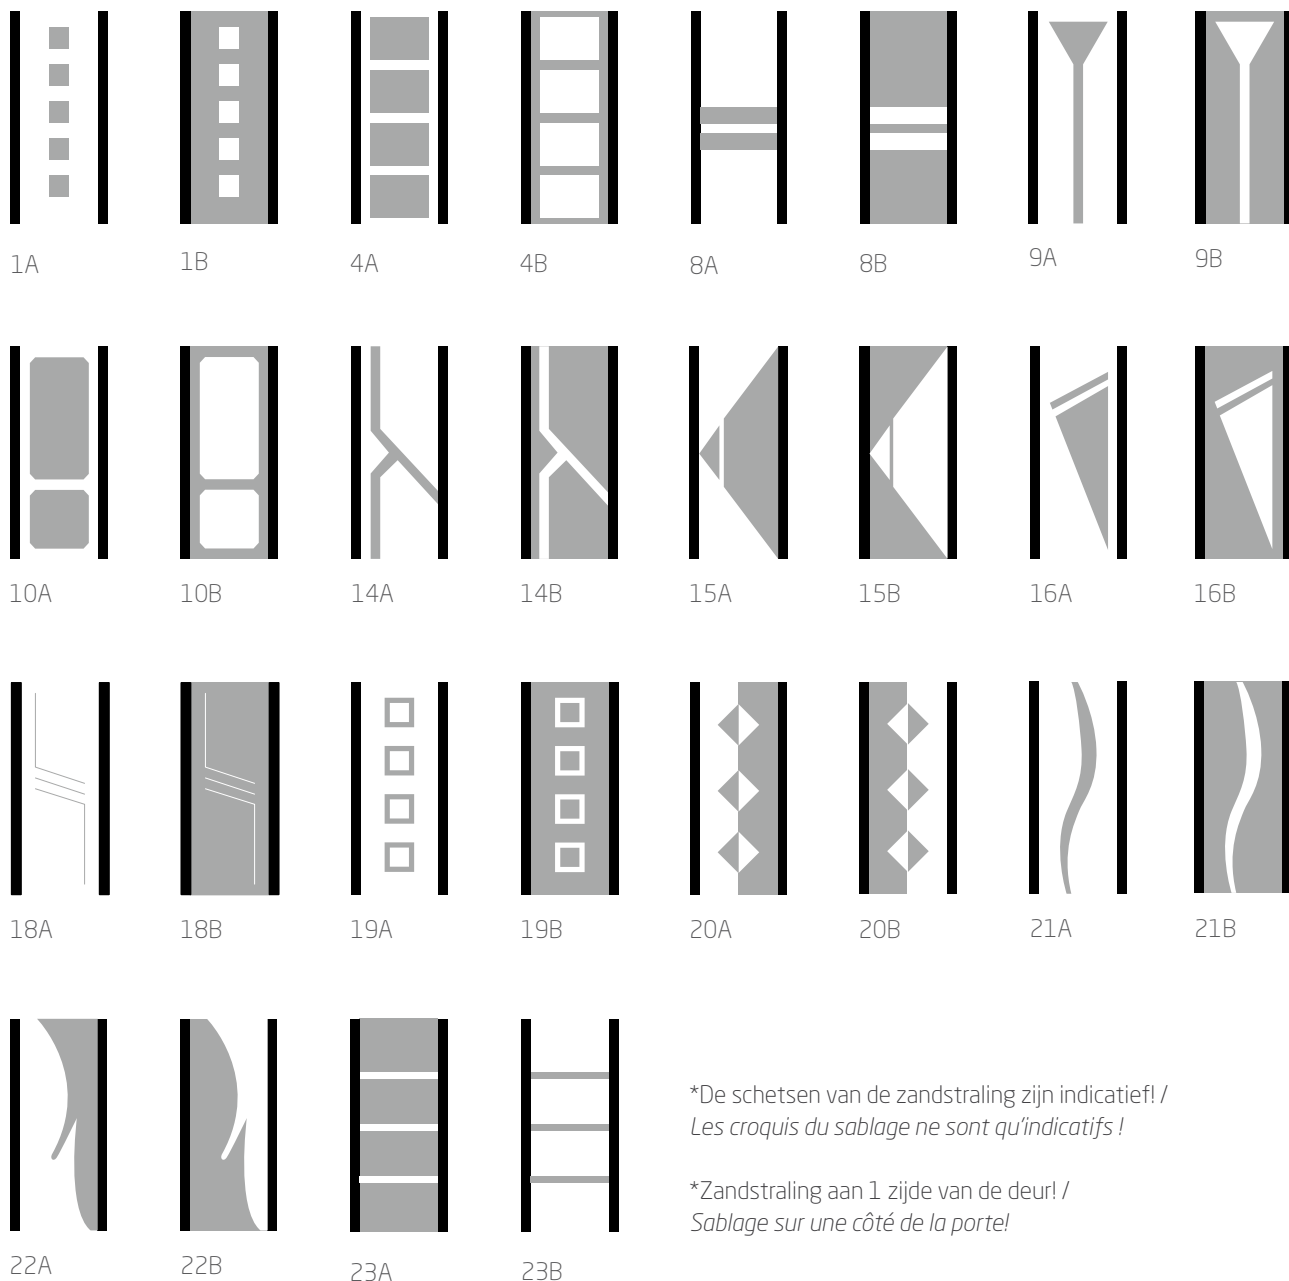 1A 1B 4A 4B 8A 8B 9A 9B
10A 10B 14A 14B 15A 15B 16A 16B
18A 18B 19A 19B 20A 20B 21A 21B
22A 22B 23A 23B
*De schetsen van de zandstraling zijn indicatief! /
Les croquis du sablage ne sont qu'indicatifs !
*Zandstraling aan 1 zijde van de deur! /
Sablage sur une côté de la porte!